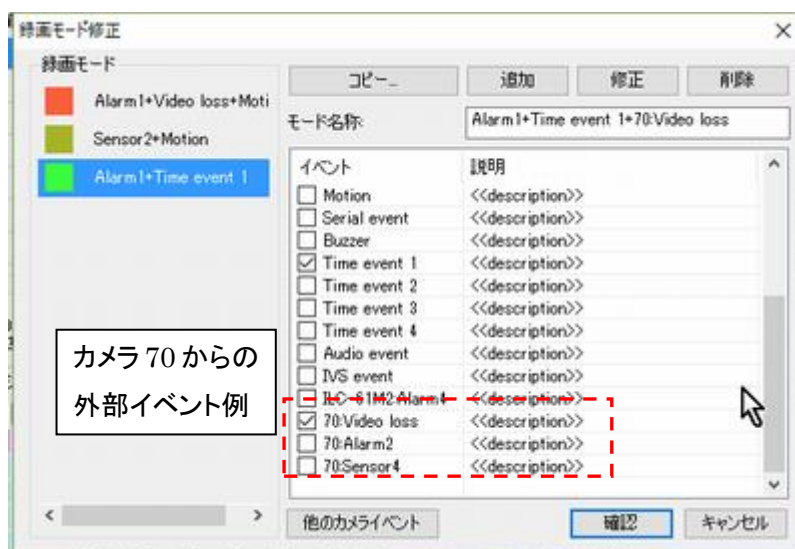 録画モード修正
録画モード
Alarm1+Video loss+Moti
Sensor2+Motion
Alarm1+Time event 1
コピー...
追加
修正
削除
モード名称:
Alarm1+Time event 1+70:Video loss
イベント 説明
Motion <<description>>
Serial event <<description>>
Buzzer <<description>>
Time event 1 <<description>>
Time event 2 <<description>>
Time event 3 <<description>>
Time event 4 <<description>>
Audio event <<description>>
IVS event <<description>>
ILC-61M2:Alarm4 <<description>>
70:Video loss <<description>>
70:Alarm2 <<description>>
70:Sensor4 <<description>>
カメラ 70 からの
外部イベント例
他のカメライベント
確認
キャンセル